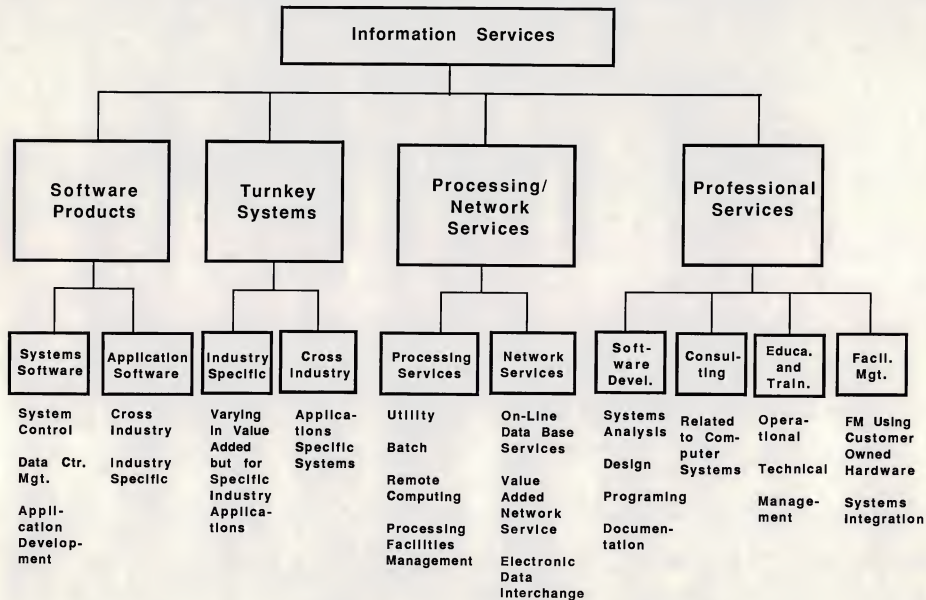 Information Services
Software
Products
Turnkey
Systems
Processing/
Network
Services
Professional
Services
Systems
Software
Application
Software
Industry
Specific
Cross
Industry
Processing
Services
Network
Services
Soft-
ware
Devel.
Consul-
ting
Educa.
and
Train.
Facil.
Mgt.
System
Control
Data Ctr.
Mgt.
Appli-
cation
Develop-
ment
Cross
Industry
Industry
Specific
Varying
in Value
Added
but for
Specific
Industry
Applica-
tions
Applica-
tions
Specific
Systems
Utility
Batch
Remote
Computing
Processing
Facilities
Management
On-Line
Data Base
Services
Value
Added
Network
Service
Electronic
Data
Interchange
Systems
Analysis
Design
Programing
Documen-
tation
Related
to Com-
puter
Systems
Opera-
tional
Technical
Manage-
ment
FM Using
Customer
Owned
Hardware
Systems
Integration